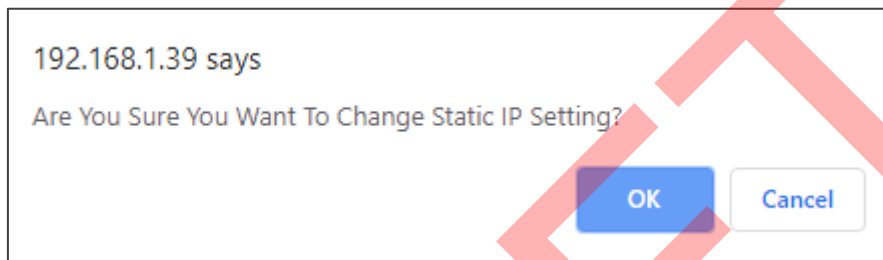 192.168.1.39 says
Are You Sure You Want To Change Static IP Setting?
OK Cancel